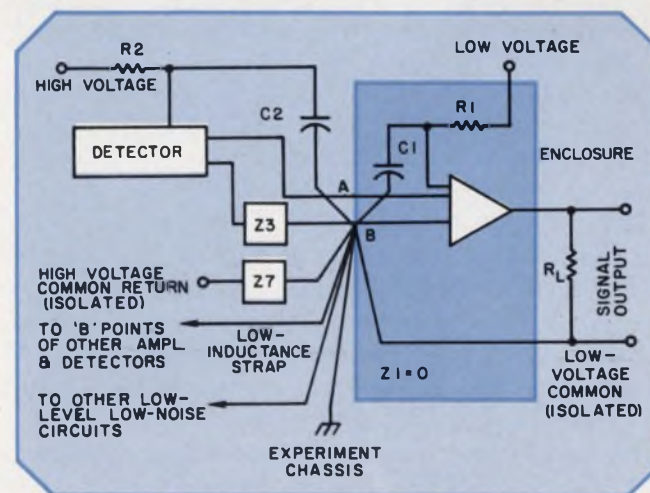 R2
HIGH VOLTAGE
LOW VOLTAGE
R1
C2
C1
DETECTOR
ENCLOSURE
A
Z3
B
HIGH VOLTAGE
COMMON RETURN
(ISOLATED)
Z7
RL
SIGNAL
OUTPUT
TO 'B' POINTS
OF OTHER AMPL
& DETECTORS
LOW-
INDUCTANCE
STRAP
Z1=0
LOW-
VOLTAGE
COMMON
(ISOLATED)
TO OTHER LOW-
LEVEL LOW-NOISE
CIRCUITS
EXPERIMENT
CHASSIS